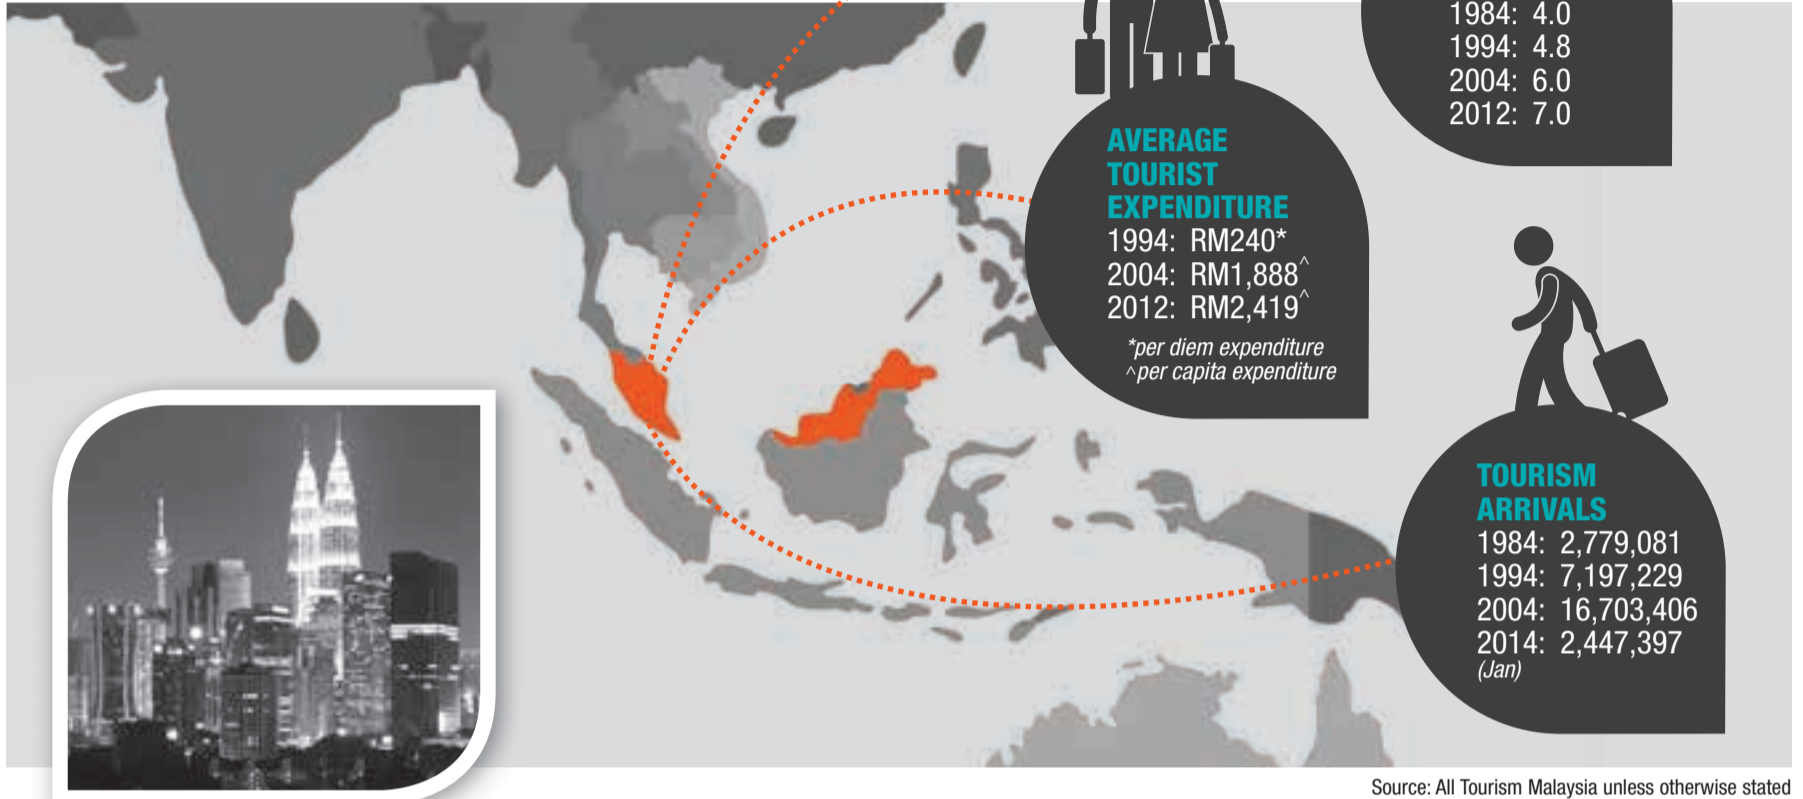 1984: 4.0
1994: 4.8
2004: 6.0
2012: 7.0
AVERAGE
TOURIST
EXPENDITURE
1994: RM240*
2004: RM1,888^
2012: RM2,419^
*per diem expenditure
^per capita expenditure
TOURISM
ARRIVALS
1984: 2,779,081
1994: 7,197,229
2004: 16,703,406
2014: 2,447,397
(Jan)
Source: All Tourism Malaysia unless otherwise stated